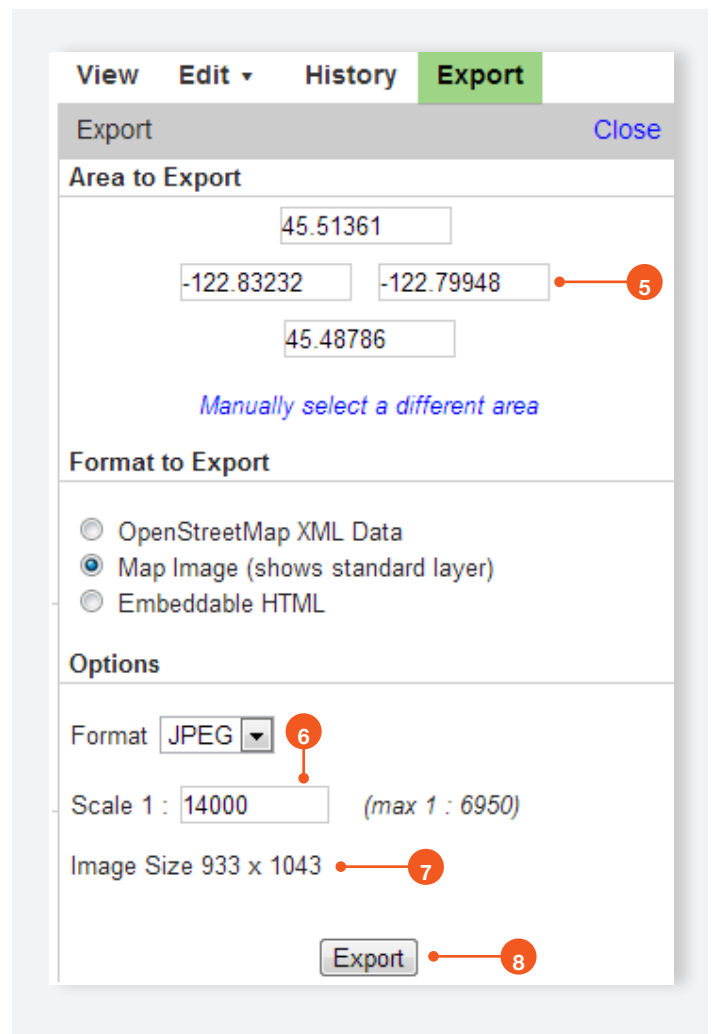 View Edit History Export
Export Close
Area to Export
45.51361
-122.83232 -122.79948 5
45.48786
Manually select a different area
Format to Export
OpenStreetMap XML Data
Map Image (shows standard layer)
Embeddable HTML
Options
Format JPEG 6
Scale 1 : 14000 (max 1 : 6950)
Image Size 933 x 1043 7
Export 8